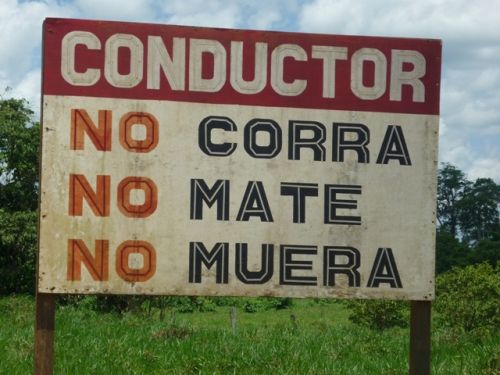 CONDUCTOR
NO CORRA
NO MATE
NO MUERA